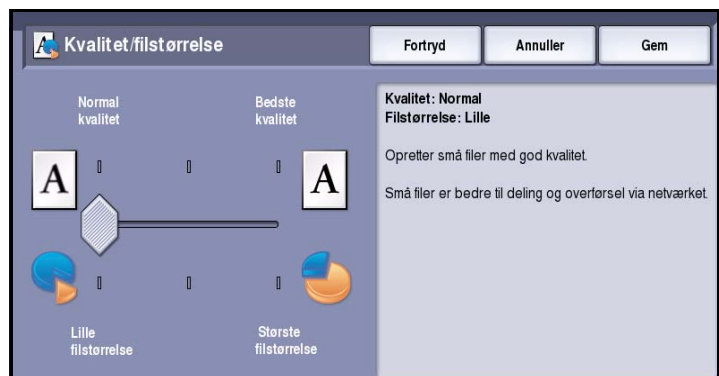 Kvalitet/filstørrelse
Fortryd
Annuller
Gem
Normal
kvalitet
Bedste
kvalitet
A
A
Lille
filstørrelse
Største
filstørrelse
Kvalitet: Normal
Filstørrelse: Lille
Opretter små filer med god kvalitet.
Små filer er bedre til deling og overførsel via netværket.